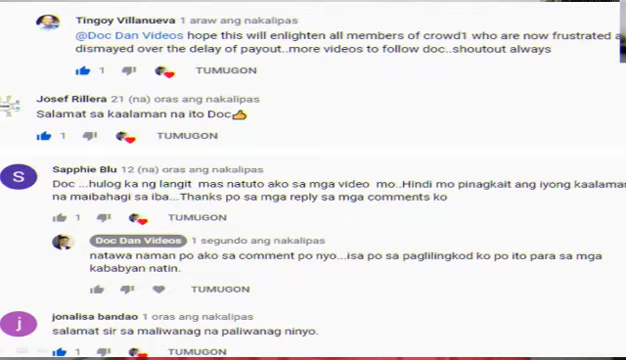 Tingoy Villanueva 1 araw ang nakalipas
@Doc Dan Videos hope this will enlighten all members of crowd1 who are now frustrated a
dismayed over the delay of payout..more videos to follow doc..shoutout always
1 TUMUGON
Josef Rillera 21 (na) oras ang nakalipas
Salamat sa kaalaman na ito Doc👍
1 TUMUGON
S
Sapphie Blu 12 (na) oras ang nakalipas
Doc ...hulog ka ng langit mas natuto ako sa mga video mo..Hindi mo pinagkait ang iyong kaalaman
na maibahagi sa iba...Thanks po sa mga reply sa mga comments ko
1 TUMUGON
Doc Dan Videos 1 segundo ang nakalipas
natawa naman po ako sa comment po nyo...isa po sa paglilingkod ko po ito para sa mga
kababyan natin.
TUMUGON
j
jonalisa bandao 1 oras ang nakalipas
salamat sir sa maliwanag na paliwanag ninyo.
1 TUMUGON